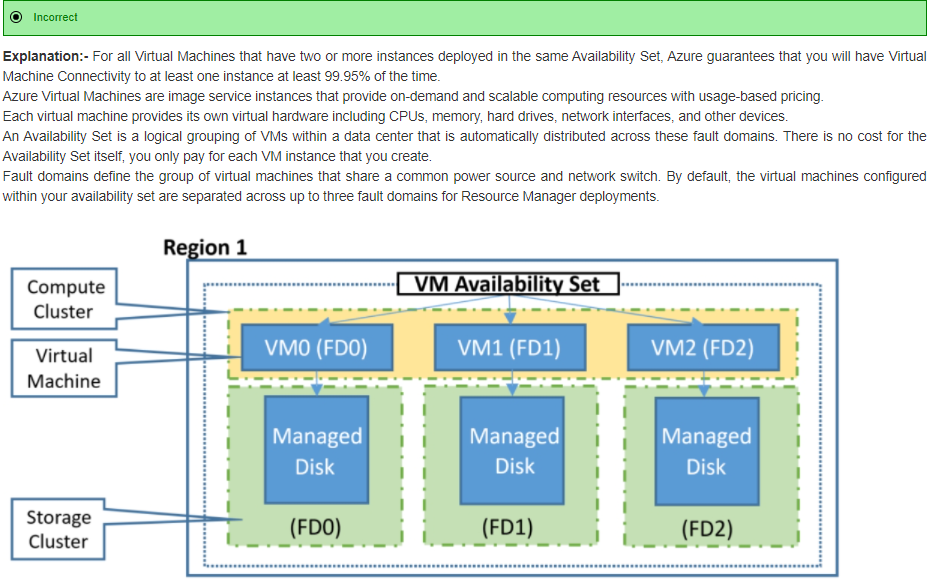 Incorrect
Explanation:- For all Virtual Machines that have two or more instances deployed in the same Availability Set, Azure guarantees that you will have Virtual
Machine Connectivity to at least one instance at least 99.95% of the time.
Azure Virtual Machines are image service instances that provide on-demand and scalable computing resources with usage-based pricing.
Each virtual machine provides its own virtual hardware including CPUs, memory, hard drives, network interfaces, and other devices.
An Availability Set is a logical grouping of VMs within a data center that is automatically distributed across these fault domains. There is no cost for the
Availability Set itself, you only pay for each VM instance that you create.
Fault domains define the group of virtual machines that share a common power source and network switch. By default, the virtual machines configured
within your availability set are separated across up to three fault domains for Resource Manager deployments.
Region 1
VM Availability Set
Compute
Cluster
VM0 (FD0)
VM1 (FD1)
VM2 (FD2)
Virtual
Machine
Managed
Disk
(FD0)
Managed
Disk
(FD1)
Managed
Disk
(FD2)
Storage
Cluster